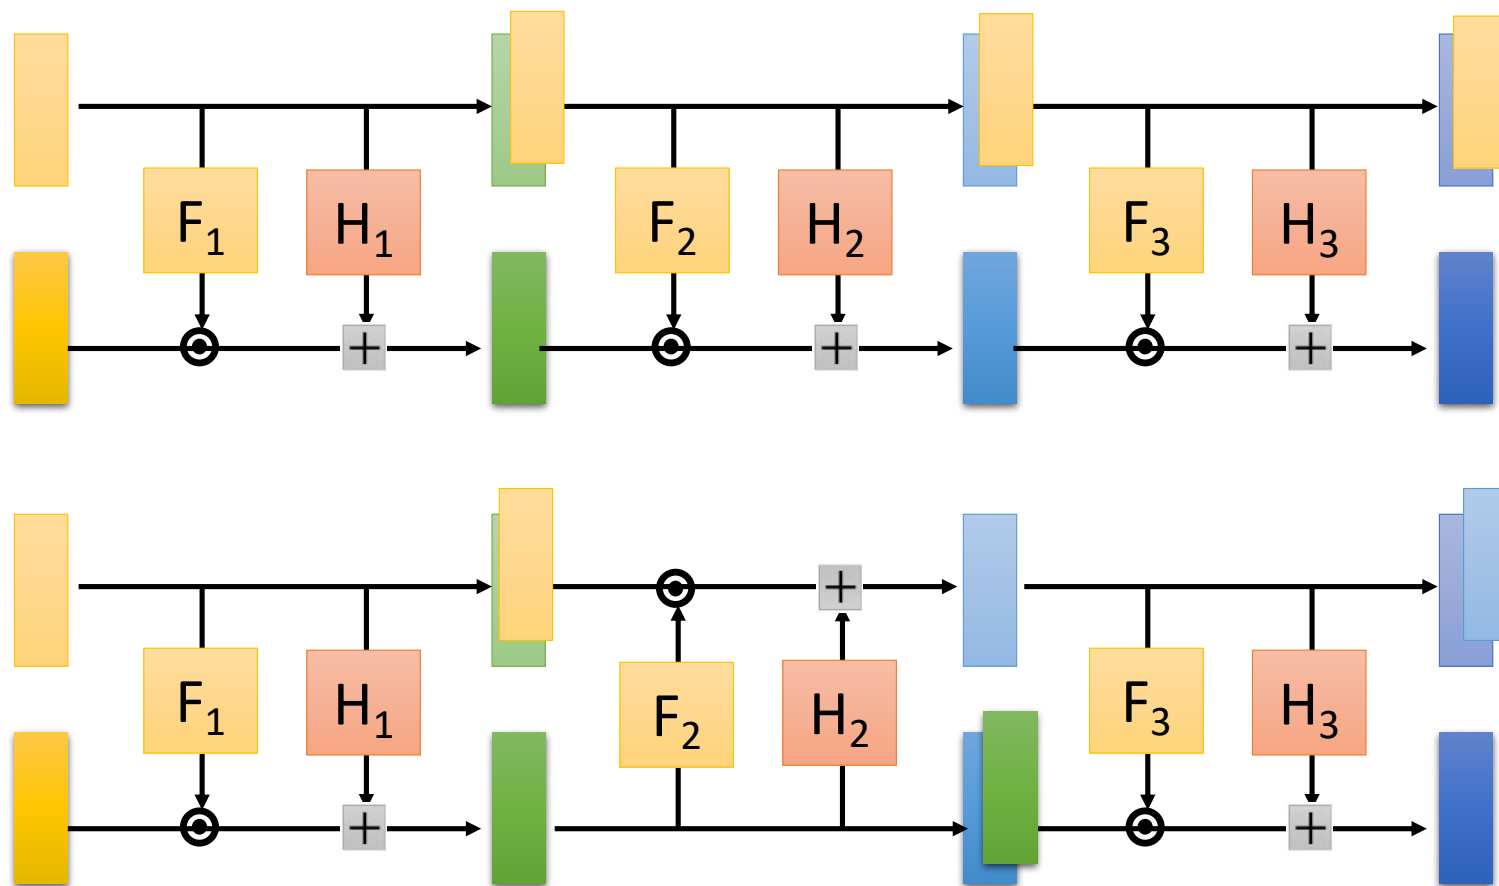 F1 H1 F2 H2 F3 H3
+ + +
+
F1 H1 F2 H2 F3 H3
+ +